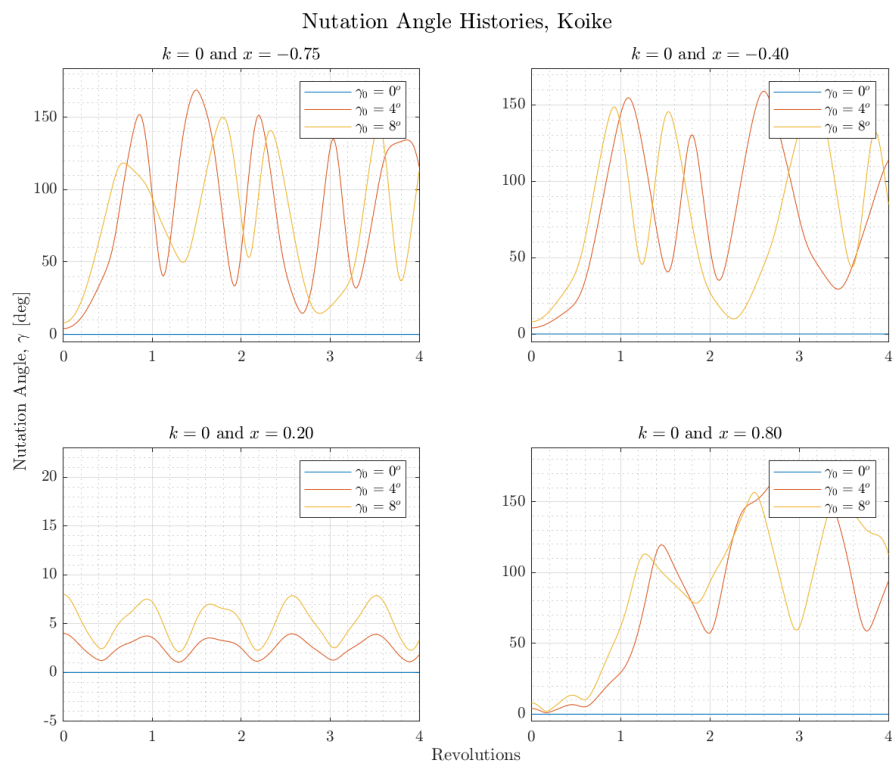 Nutation Angle Histories, Koike
k = 0 and x = −0.75
150
100
50
0
0 1 2 3 4
γ₀ = 0°
γ₀ = 4°
γ₀ = 8°
k = 0 and x = −0.40
150
100
50
0
0 1 2 3 4
γ₀ = 0°
γ₀ = 4°
γ₀ = 8°
Nutation Angle, γ [deg]
k = 0 and x = 0.20
20
15
10
5
0
-5
0 1 2 3 4
γ₀ = 0°
γ₀ = 4°
γ₀ = 8°
k = 0 and x = 0.80
150
100
50
0
0 1 2 3 4
γ₀ = 0°
γ₀ = 4°
γ₀ = 8°
Revolutions